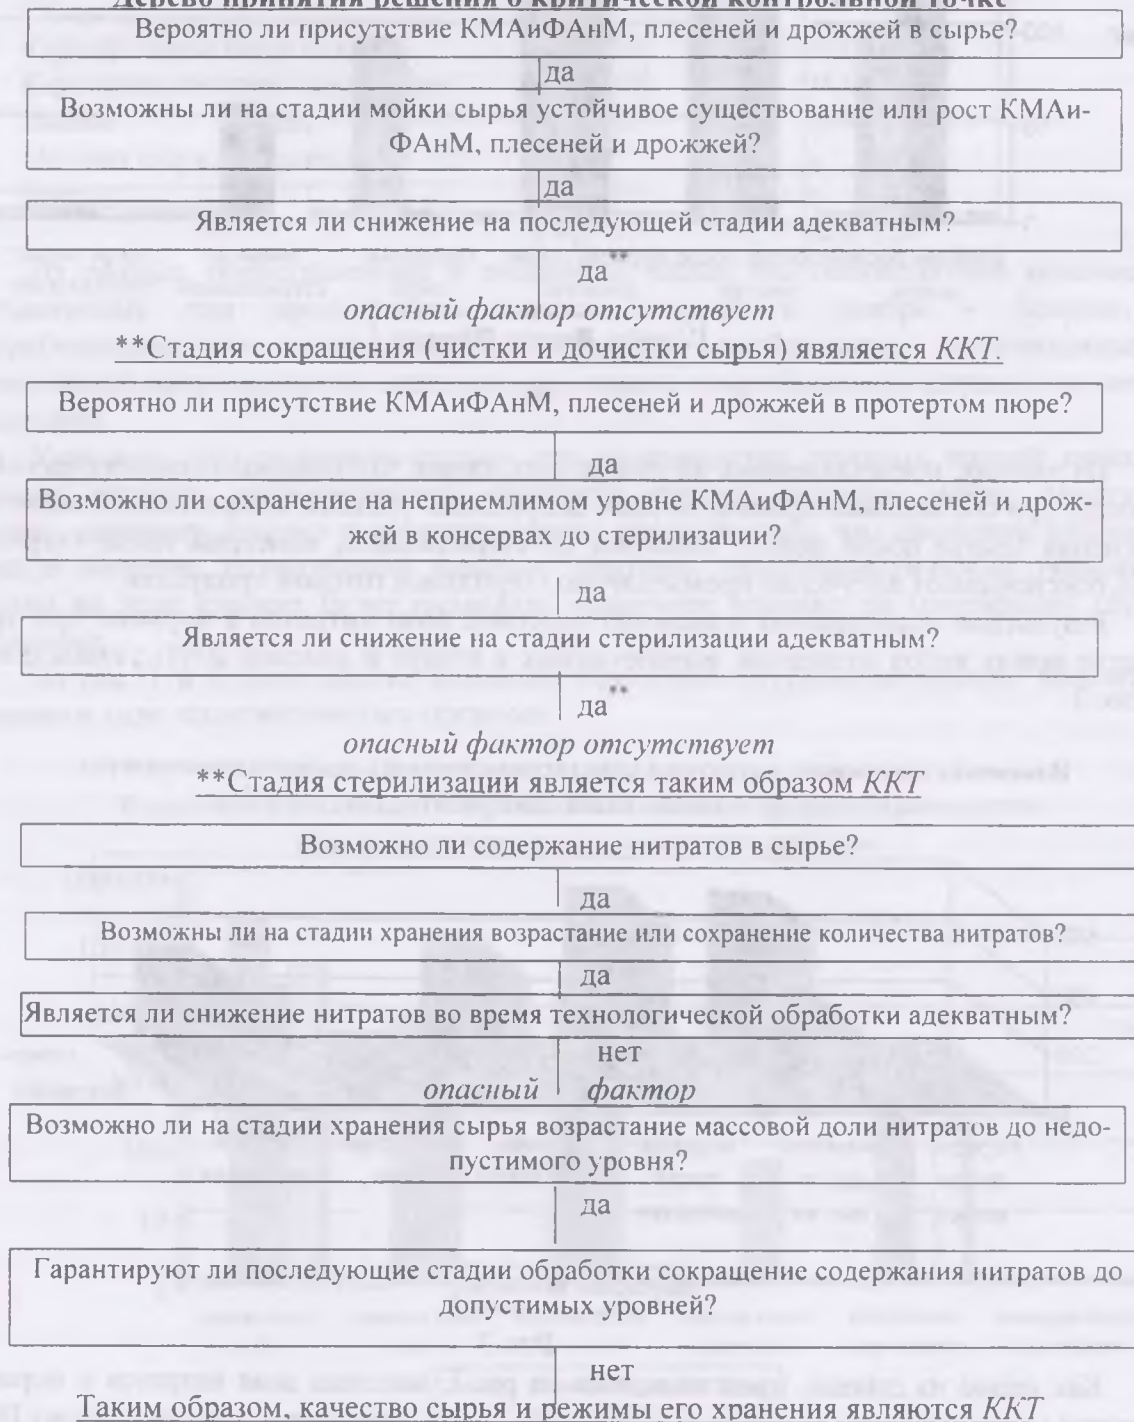 Дерево принятия решения о критической контрольной точке
Вероятно ли присутствие КМАиФАнМ, плесеней и дрожжей в сырье?
да
Возможны ли на стадии мойки сырья устойчивое существование или рост КМАи-
ФАнМ, плесеней и дрожжей?
да
Является ли снижение на последующей стадии адекватным?
да**
опасный фактор отсутствует
**Стадия сокращения (чистки и дочистки сырья) явяляется ККТ.
Вероятно ли присутствие КМАиФАнМ, плесеней и дрожжей в протертом пюре?
да
Возможно ли сохранение на неприемлимом уровне КМАиФАнМ, плесеней и дрож-
жей в консервах до стерилизации?
да
Является ли снижение на стадии стерилизации адекватным?
да**
опасный фактор отсутствует
**Стадия стерилизации является таким образом ККТ
Возможно ли содержание нитратов в сырье?
да
Возможны ли на стадии хранения возрастание или сохранение количества нитратов?
да
Является ли снижение нитратов во время технологической обработки адекватным?
нет
опасный фактор
Возможно ли на стадии хранения сырья возрастание массовой доли нитратов до недо-
пустимого уровня?
да
Гарантируют ли последующие стадии обработки сокращение содержания нитратов до
допустимых уровней?
нет
Таким образом, качество сырья и режимы его хранения являются ККТ